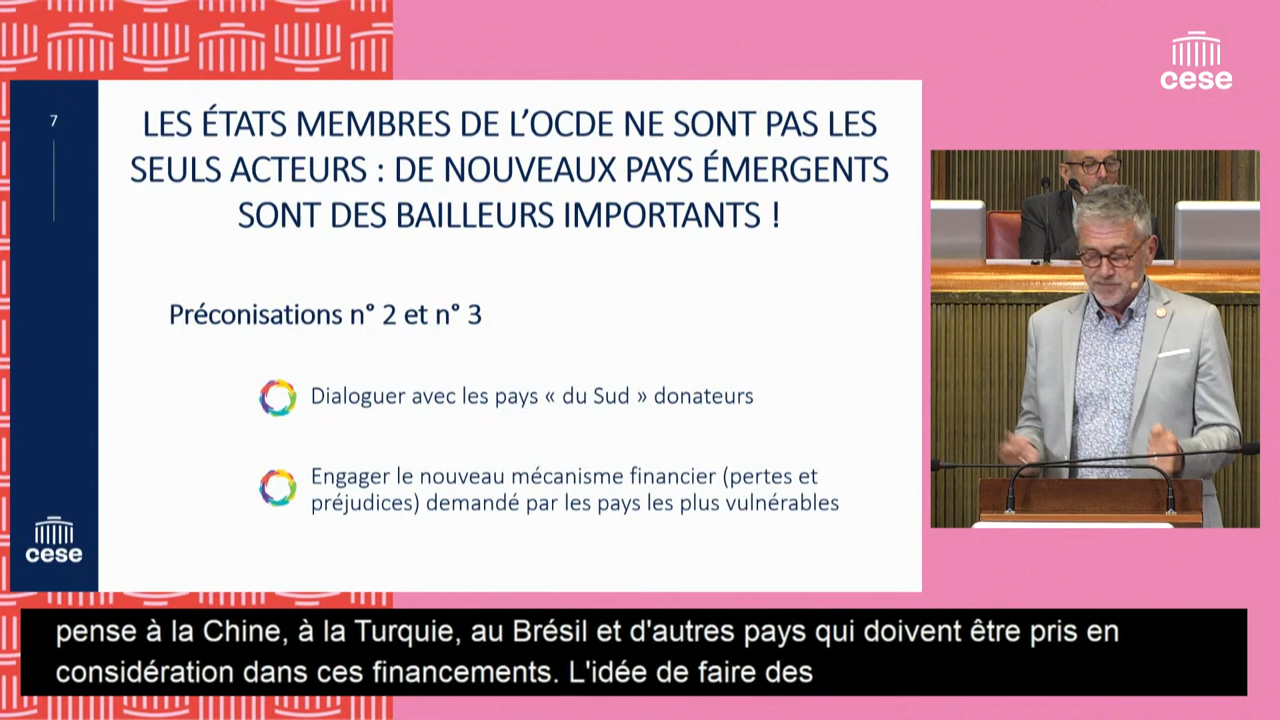 cese
7
LES ÉTATS MEMBRES DE L’OCDE NE SONT PAS LES
SEULS ACTEURS : DE NOUVEAUX PAYS ÉMERGENTS
SONT DES BAILLEURS IMPORTANTS !
Préconisations n° 2 et n° 3
Dialoguer avec les pays « du Sud » donateurs
Engager le nouveau mécanisme financier (pertes et
préjudices) demandé par les pays les plus vulnérables
cese
pense à la Chine, à la Turquie, au Brésil et d'autres pays qui doivent être pris en
considération dans ces financements. L'idée de faire des